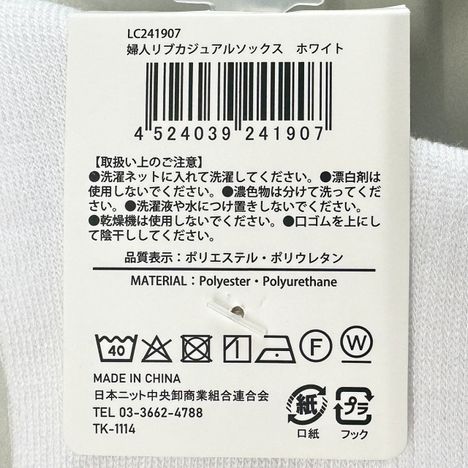 LC241907
婦人リブカジュアルソックス　ホワイト
4 524039 241907
【取扱い上のご注意】
●洗濯ネットに入れて洗濯してください。●漂白剤は
使用しないでください。●濃色物は分けて洗ってくだ
さい。●洗濯液や水につけ置きしないでください。
●乾燥機は使用しないでください。●口ゴムを上にし
て陰干ししてください。
品質表示：ポリエステル・ポリウレタン
MATERIAL：Polyester・Polyurethane
40 F W
MADE IN CHINA
日本ニット中央卸商業組合連合会
TEL 03-3662-4788
TK-1114
紙 プラ
口紙 フック